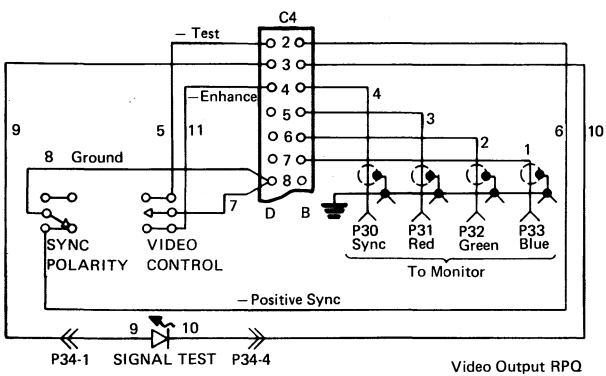 C4
– Test
2
3
– Enhance
4
4
5
3
6
2
7
1
8
9
5
11
6
10
8 Ground
7
D B
SYNC POLARITY
VIDEO CONTROL
P30 Sync
P31 Red
P32 Green
P33 Blue
To Monitor
– Positive Sync
9
10
P34-1
SIGNAL TEST
P34-4
Video Output RPQ